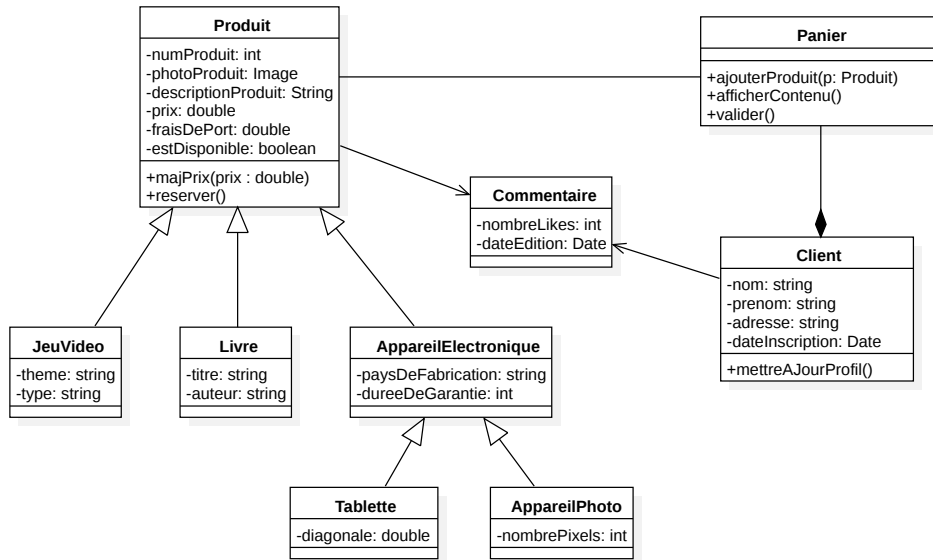 Produit
-numProduit: int
-photoProduit: Image
-descriptionProduit: String
-prix: double
-fraisDePort: double
-estDisponible: boolean
+majPrix(prix : double)
+reserver()
Panier
+ajouterProduit(p: Produit)
+afficherContenu()
+valider()
Commentaire
-nombreLikes: int
-dateEdition: Date
Client
-nom: string
-prenom: string
-adresse: string
-dateInscription: Date
+mettreAJourProfil()
JeuVideo
-theme: string
-type: string
Livre
-titre: string
-auteur: string
AppareilElectronique
-paysDeFabrication: string
-dureeDeGarantie: int
Tablette
-diagonale: double
AppareilPhoto
-nombrePixels: int